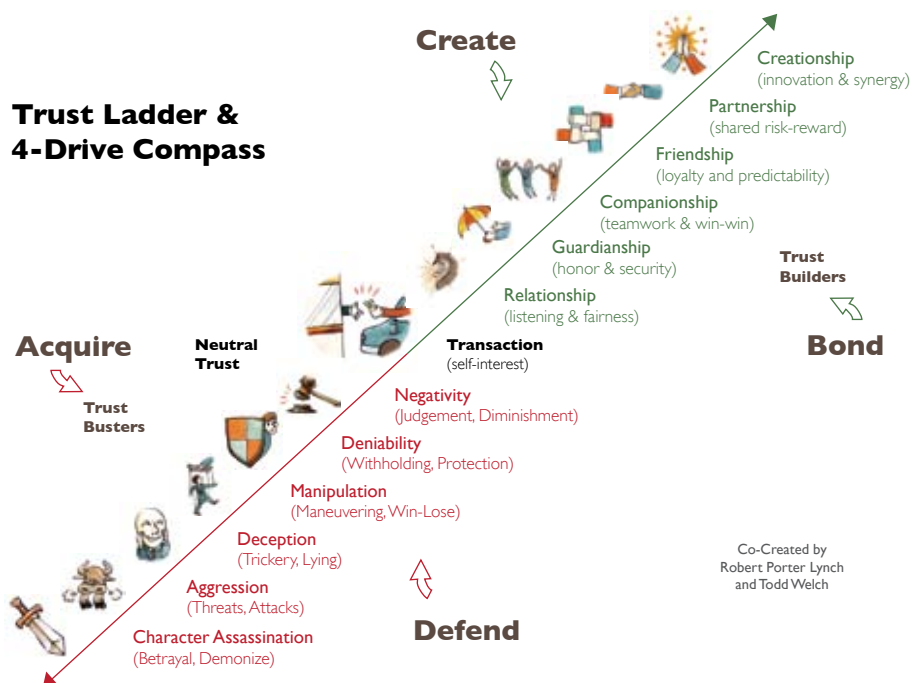 Create
Trust Ladder &
4-Drive Compass
Creationship
(innovation & synergy)
Partnership
(shared risk-reward)
Friendship
(loyalty and predictability)
Companionship
(teamwork & win-win)
Guardianship
(honor & security)
Relationship
(listening & fairness)
Trust
Builders
Bond
Acquire
Trust
Busters
Neutral
Trust
Transaction
(self-interest)
Negativity
(Judgement, Diminishment)
Deniability
(Withholding, Protection)
Manipulation
(Maneuvering, Win-Lose)
Deception
(Trickery, Lying)
Aggression
(Threats, Attacks)
Character Assassination
(Betrayal, Demonize)
Defend
Co-Created by
Robert Porter Lynch
and Todd Welch